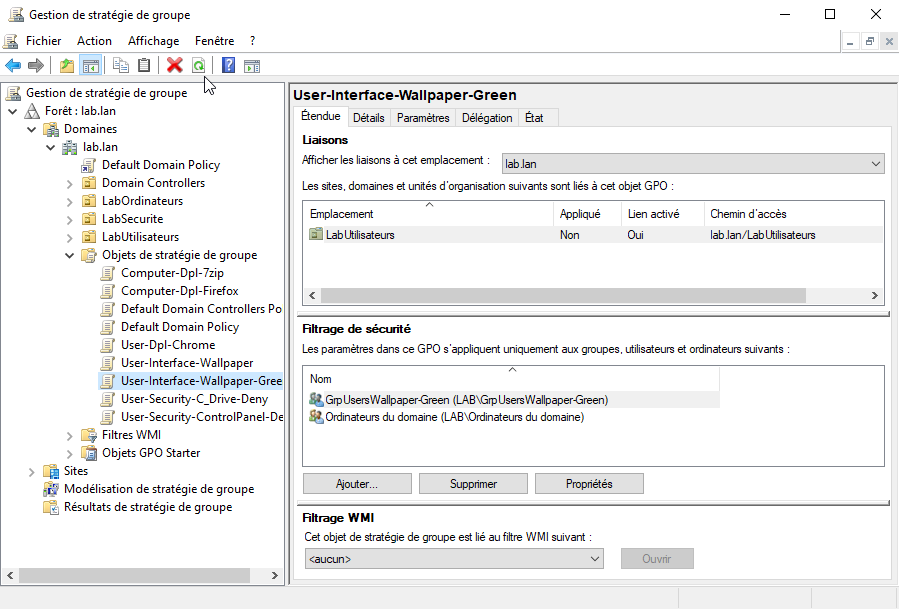 Gestion de stratégie de groupe
Fichier Action Affichage Fenêtre ?
Gestion de stratégie de groupe
Forêt : lab.lan
Domaines
lab.lan
Default Domain Policy
Domain Controllers
LabOrdinateurs
LabSecurite
LabUtilisateurs
Objets de stratégie de groupe
Computer-Dpl-7zip
Computer-Dpl-Firefox
Default Domain Controllers Po
Default Domain Policy
User-Dpl-Chrome
User-Interface-Wallpaper
User-Interface-Wallpaper-Gree
User-Security-C_Drive-Deny
User-Security-ControlPanel-De
Filtres WMI
Objets GPO Starter
Sites
Modélisation de stratégie de groupe
Résultats de stratégie de groupe
User-Interface-Wallpaper-Green
Étendue Détails Paramètres Délégation État
Liaisons
Afficher les liaisons à cet emplacement : lab.lan
Les sites, domaines et unités d'organisation suivants sont liés à cet objet GPO :
Emplacement Appliqué Lien activé Chemin d'accès
LabUtilisateurs Non Oui lab.lan/LabUtilisateurs
Filtrage de sécurité
Les paramètres dans ce GPO s'appliquent uniquement aux groupes, utilisateurs et ordinateurs suivants :
Nom
GrpUsersWallpaper-Green (LAB\GrpUsersWallpaper-Green)
Ordinateurs du domaine (LAB\Ordinateurs du domaine)
Ajouter... Supprimer Propriétés
Filtrage WMI
Cet objet de stratégie de groupe est lié au filtre WMI suivant :
<aucun> Ouvrir